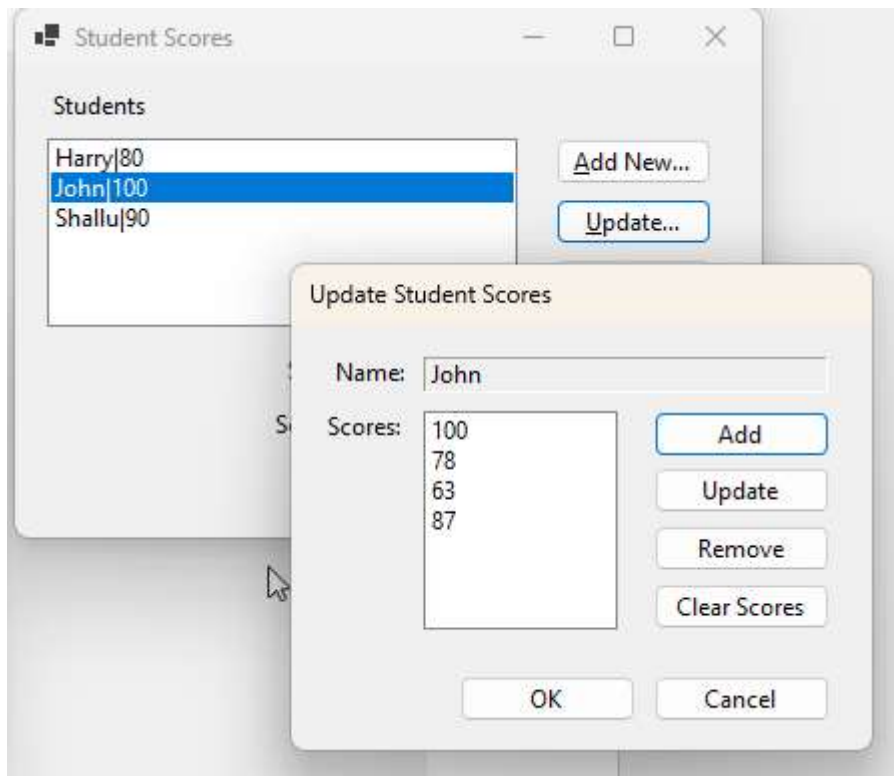 Student Scores
Students
Harry|80
John|100
Shallu|90
Add New...
Update...
Update Student Scores
Name:
John
Scores:
100
78
63
87
Add
Update
Remove
Clear Scores
OK
Cancel